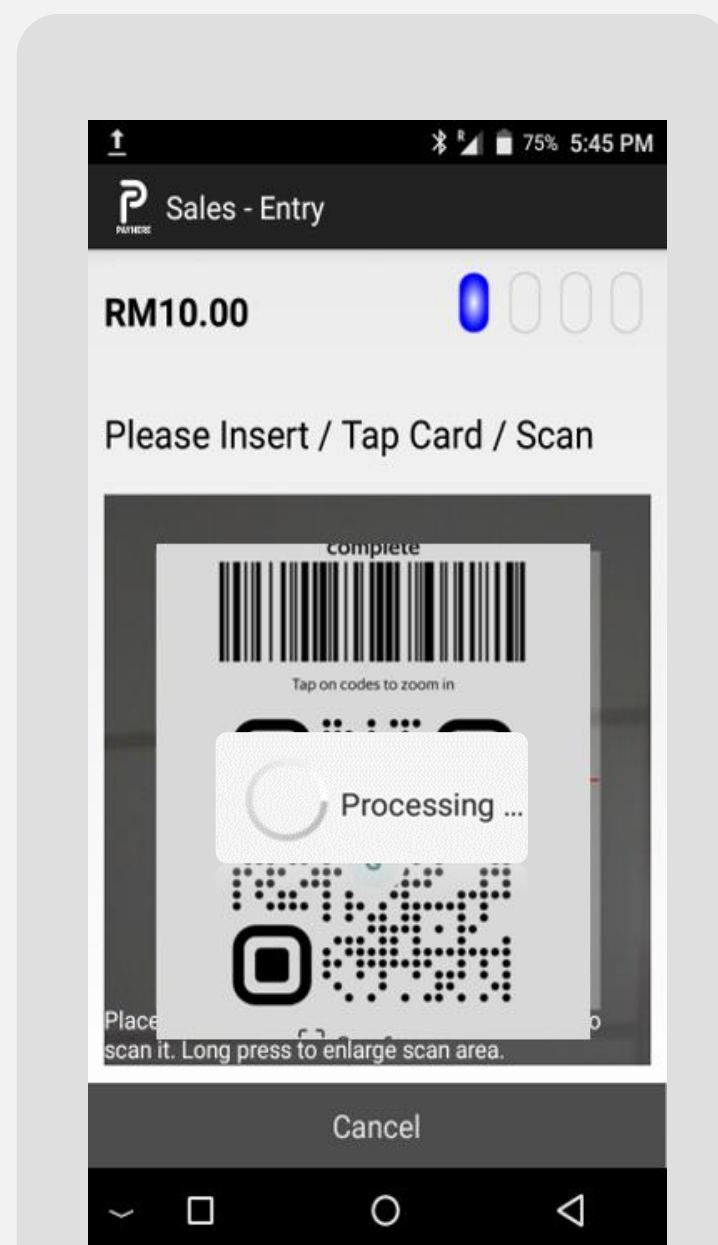 R
75% 5:45 PM
PAYHERE
Sales - Entry
RM10.00
Please Insert / Tap Card / Scan
complete
Tap on codes to zoom in
Processing ...
Place
scan it. Long press to enlarge scan area.
Cancel